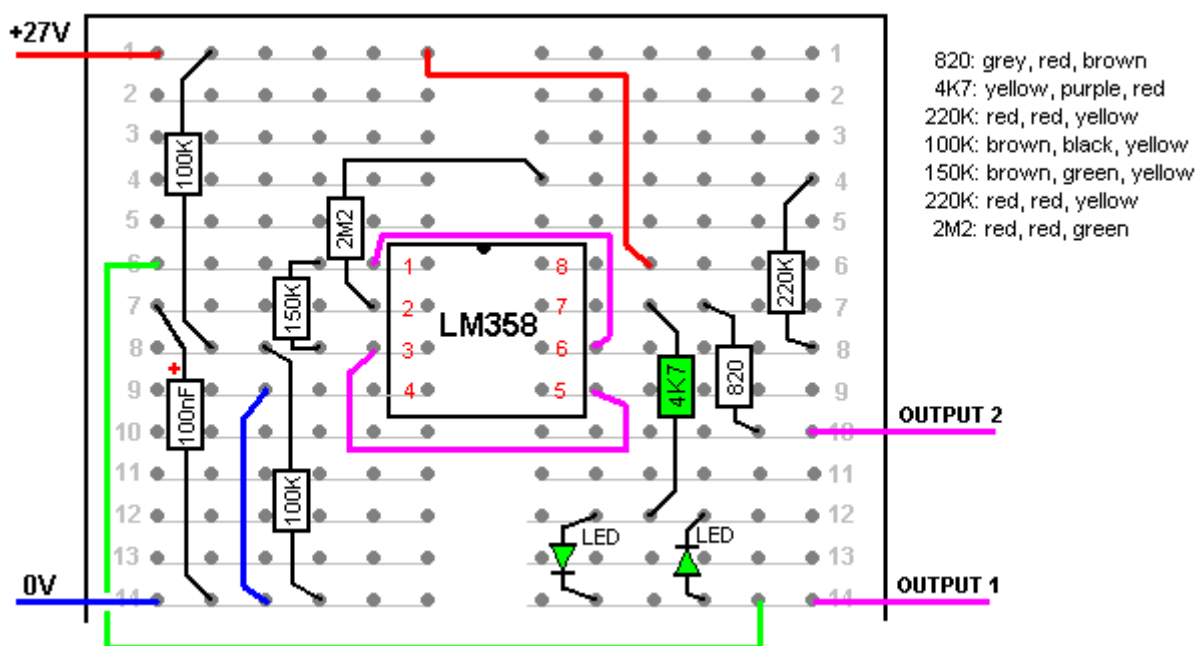 +27V
1 1
2 2
3 3
4 4
5 5
6 6
7 7
8 8
9 9
10 10
11 11
12 12
13 13
14 14
100K
2M2
150K
220K
1 8
2 7
3 6
4 5
LM358
+
100nF
4K7
820
100K
LED
LED
OUTPUT 2
0V
OUTPUT 1
820: grey, red, brown
4K7: yellow, purple, red
220K: red, red, yellow
100K: brown, black, yellow
150K: brown, green, yellow
220K: red, red, yellow
2M2: red, red, green